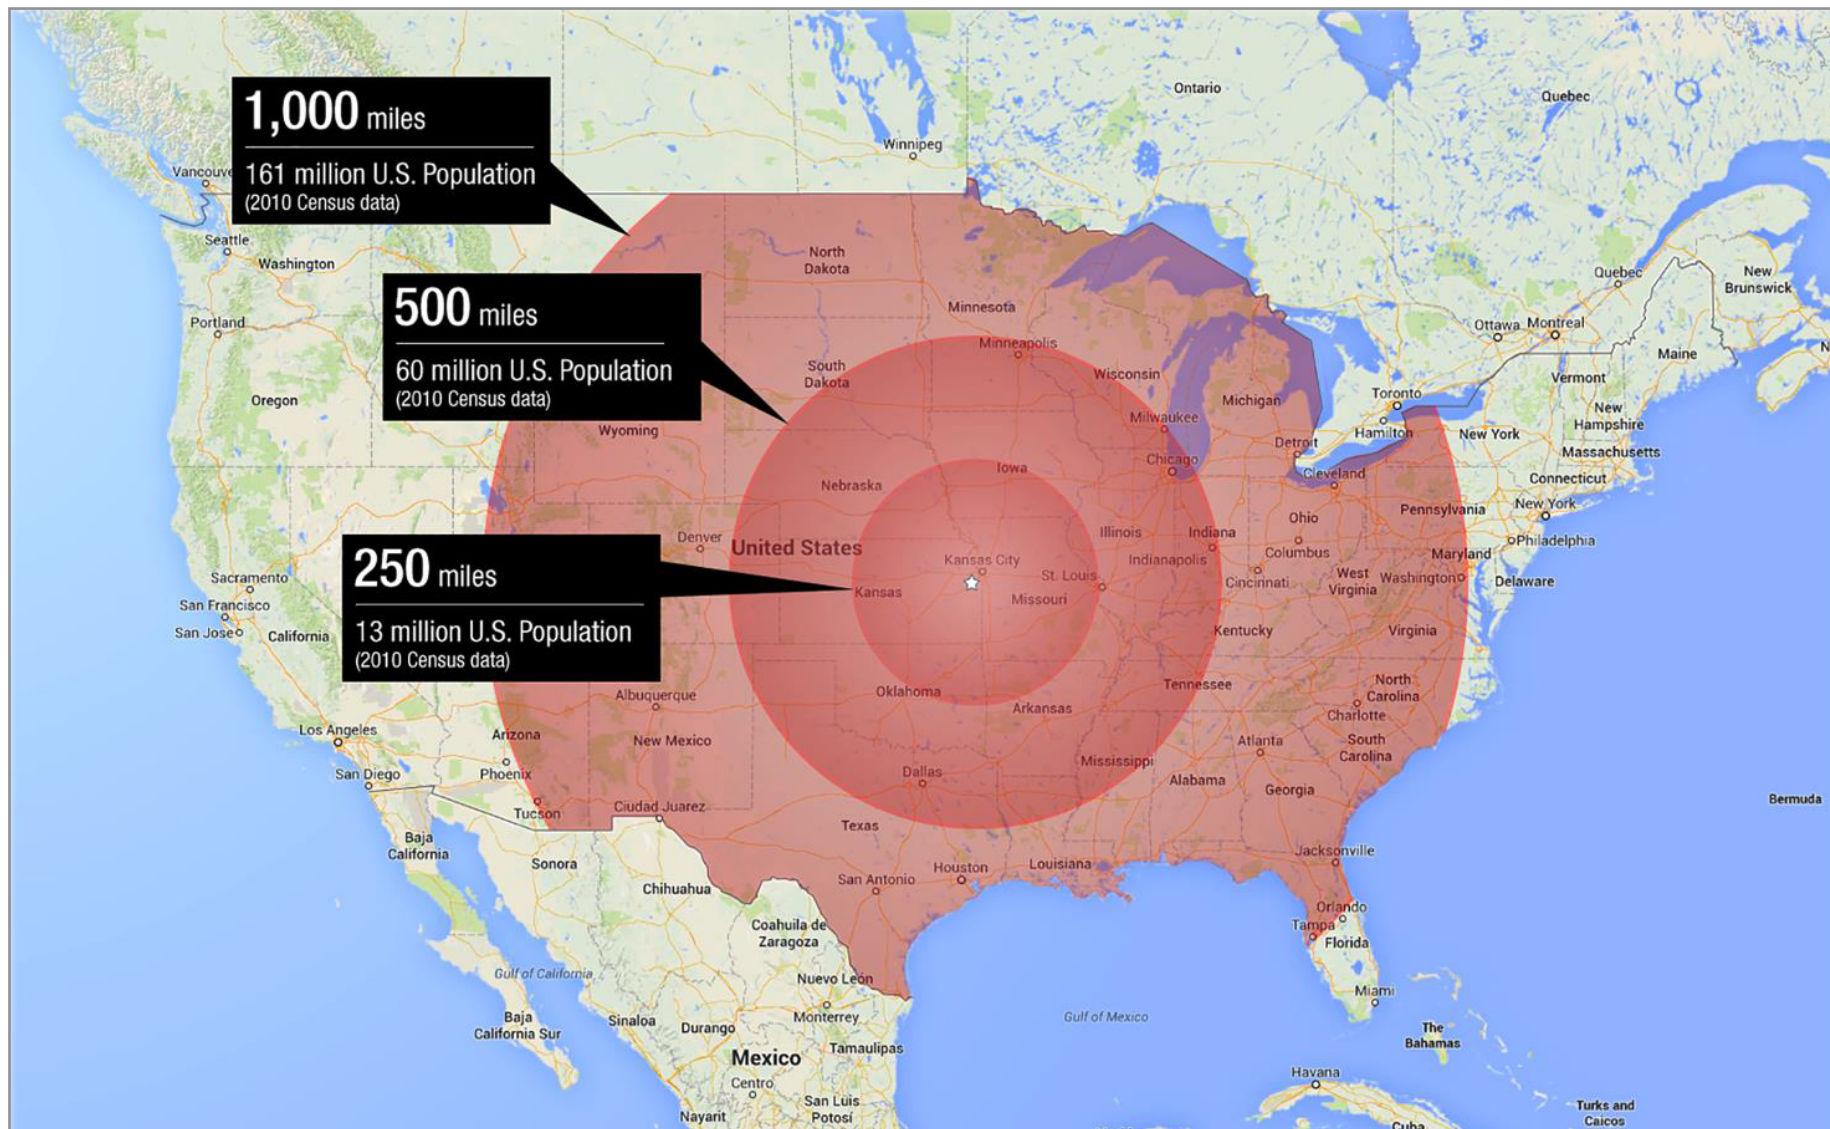 1,000 miles
161 million U.S. Population
(2010 Census data)
500 miles
60 million U.S. Population
(2010 Census data)
250 miles
13 million U.S. Population
(2010 Census data)
Ontario
Quebec
Winnipeg
Vancouve
Seattle
Washington
North
Dakota
Quebec
New
Brunswick
Minnesota
Portland
Ottawa
Montreal
N
Minneapolis
Maine
South
Dakota
Wisconsin
Vermont
Oregon
Michigan
Toronto
New
Hampshire
Milwaukee
Wyoming
Hamilton
New York
Detroit
Massachusetts
Chicago
Iowa
Cleveland
Connecticut
Nebraska
Pennsylvania
New York
Ohio
Denver
United States
Illinois
Indiana
Philadelphia
Columbus
Maryland
Kansas City
Indianapolis
St. Louis
Sacramento
Cincinnati
West
Virginia
Washington
Delaware
Kansas
Missouri
San Francisco
San Jose
California
Kentucky
Virginia
Tennessee
North
Carolina
Albuquerque
Oklahoma
Arkansas
Charlotte
Los Angeles
Arizona
New Mexico
Atlanta
South
Carolina
San Diego
Phoenix
Dallas
Mississippi
Alabama
Georgia
Bermuda
Tucson
Ciudad Juarez
Texas
Baja
California
Jacksonville
Sonora
Houston
Louisiana
Chihuahua
San Antonio
Orlando
Coahuila de
Zaragoza
Tampa
Florida
Gulf of California
Nuevo León
Miami
Baja
California Sur
Sinaloa
Durango
Monterrey
Gulf of Mexico
The
Bahamas
Mexico
Tamaulipas
Centro
Havana
San Luis
Potosí
Nayarit
Turks and
Caicos
Cuba